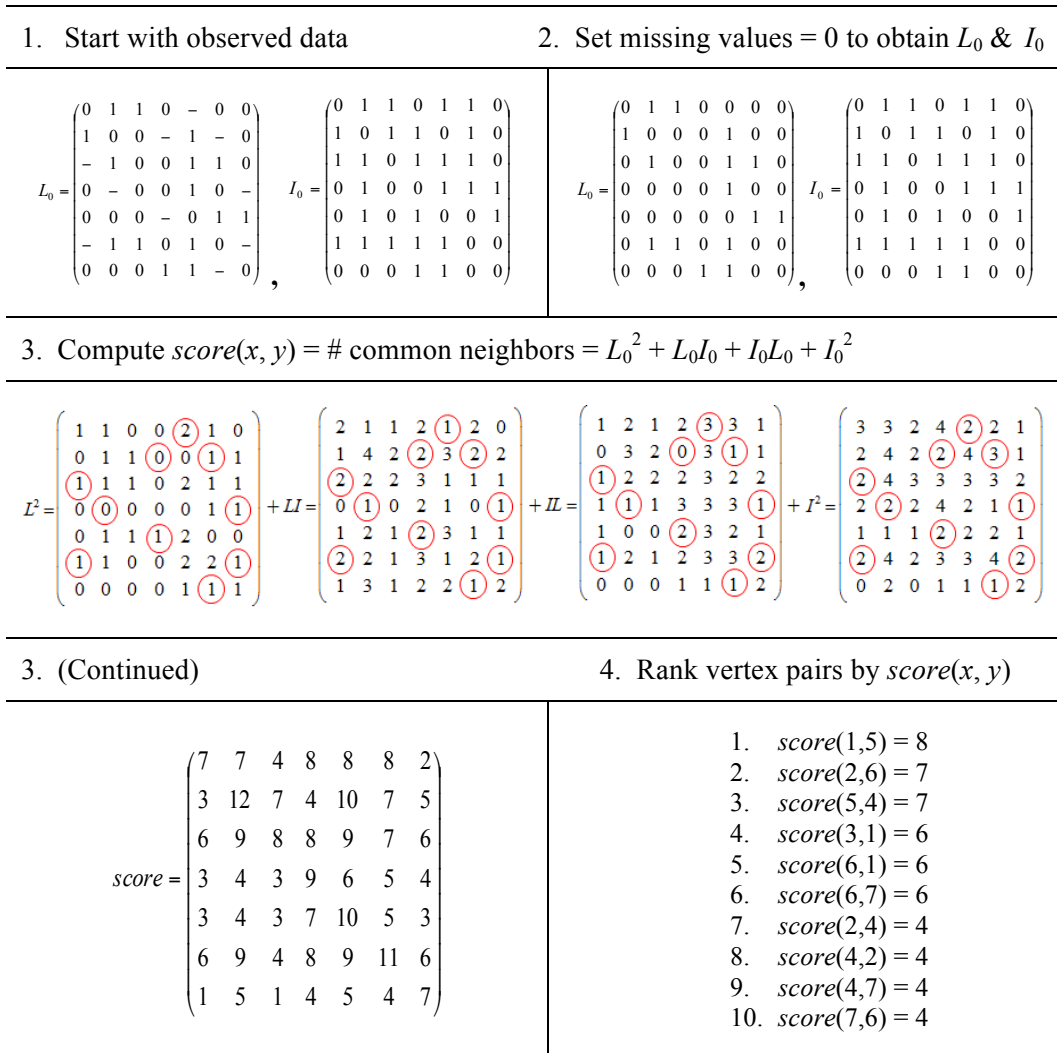 1. Start with observed data
2. Set missing values = 0 to obtain L₀ & I₀
L₀ =
0 1 1 0 – 0 0
1 0 0 – 1 – 0
– 1 0 0 1 1 0
0 – 0 0 1 0 –
0 0 0 – 0 1 1
– 1 1 0 1 0 –
0 0 0 1 1 – 0
,
I₀ =
0 1 1 0 1 1 0
1 0 1 1 0 1 0
1 1 0 1 1 1 0
0 1 0 0 1 1 1
0 1 0 1 0 0 1
1 1 1 1 1 0 0
0 0 0 1 1 0 0
L₀ =
0 1 1 0 0 0 0
1 0 0 0 1 0 0
0 1 0 0 1 1 0
0 0 0 0 1 0 0
0 0 0 0 0 1 1
0 1 1 0 1 0 0
0 0 0 1 1 0 0
,
I₀ =
0 1 1 0 1 1 0
1 0 1 1 0 1 0
1 1 0 1 1 1 0
0 1 0 0 1 1 1
0 1 0 1 0 0 1
1 1 1 1 1 0 0
0 0 0 1 1 0 0
3. Compute score(x, y) = # common neighbors = L₀² + L₀I₀ + I₀L₀ + I₀²
L² =
1 1 0 0 2 1 0
0 1 1 0 0 1 1
1 1 1 0 2 1 1
0 0 0 0 0 1 1
0 1 1 1 2 0 0
1 1 0 0 2 2 1
0 0 0 0 1 1 1
+ LI =
2 1 1 2 1 2 0
1 4 2 2 3 2 2
2 2 2 3 1 1 1
0 1 0 2 1 0 1
1 2 1 2 3 1 1
2 2 1 3 1 2 1
1 3 1 2 2 1 2
+ IL =
1 2 1 2 3 3 1
0 3 2 0 3 1 1
1 2 2 2 3 2 2
1 1 1 3 3 3 1
1 0 0 2 3 2 1
1 2 1 2 3 3 2
0 0 0 1 1 1 2
+ I² =
3 3 2 4 2 2 1
2 4 2 2 4 3 1
2 4 3 3 3 3 2
2 2 2 4 2 1 1
1 1 1 2 2 2 1
2 4 2 3 3 4 2
0 2 0 1 1 1 2
3. (Continued)
4. Rank vertex pairs by score(x, y)
score =
7 7 4 8 8 8 2
3 12 7 4 10 7 5
6 9 8 8 9 7 6
3 4 3 9 6 5 4
3 4 3 7 10 5 3
6 9 4 8 9 11 6
1 5 1 4 5 4 7
1. score(1,5) = 8
2. score(2,6) = 7
3. score(5,4) = 7
4. score(3,1) = 6
5. score(6,1) = 6
6. score(6,7) = 6
7. score(2,4) = 4
8. score(4,2) = 4
9. score(4,7) = 4
10. score(7,6) = 4